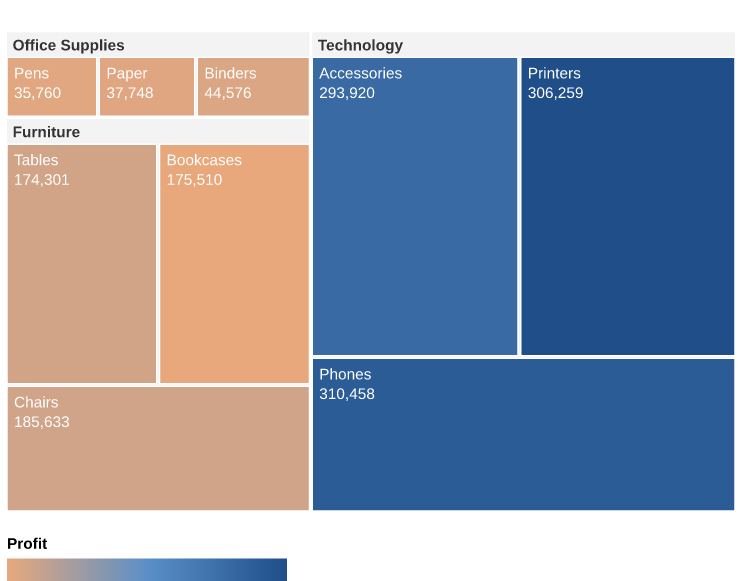 Office Supplies
Pens
35,760
Paper
37,748
Binders
44,576
Furniture
Tables
174,301
Bookcases
175,510
Chairs
185,633
Technology
Accessories
293,920
Printers
306,259
Phones
310,458
Profit